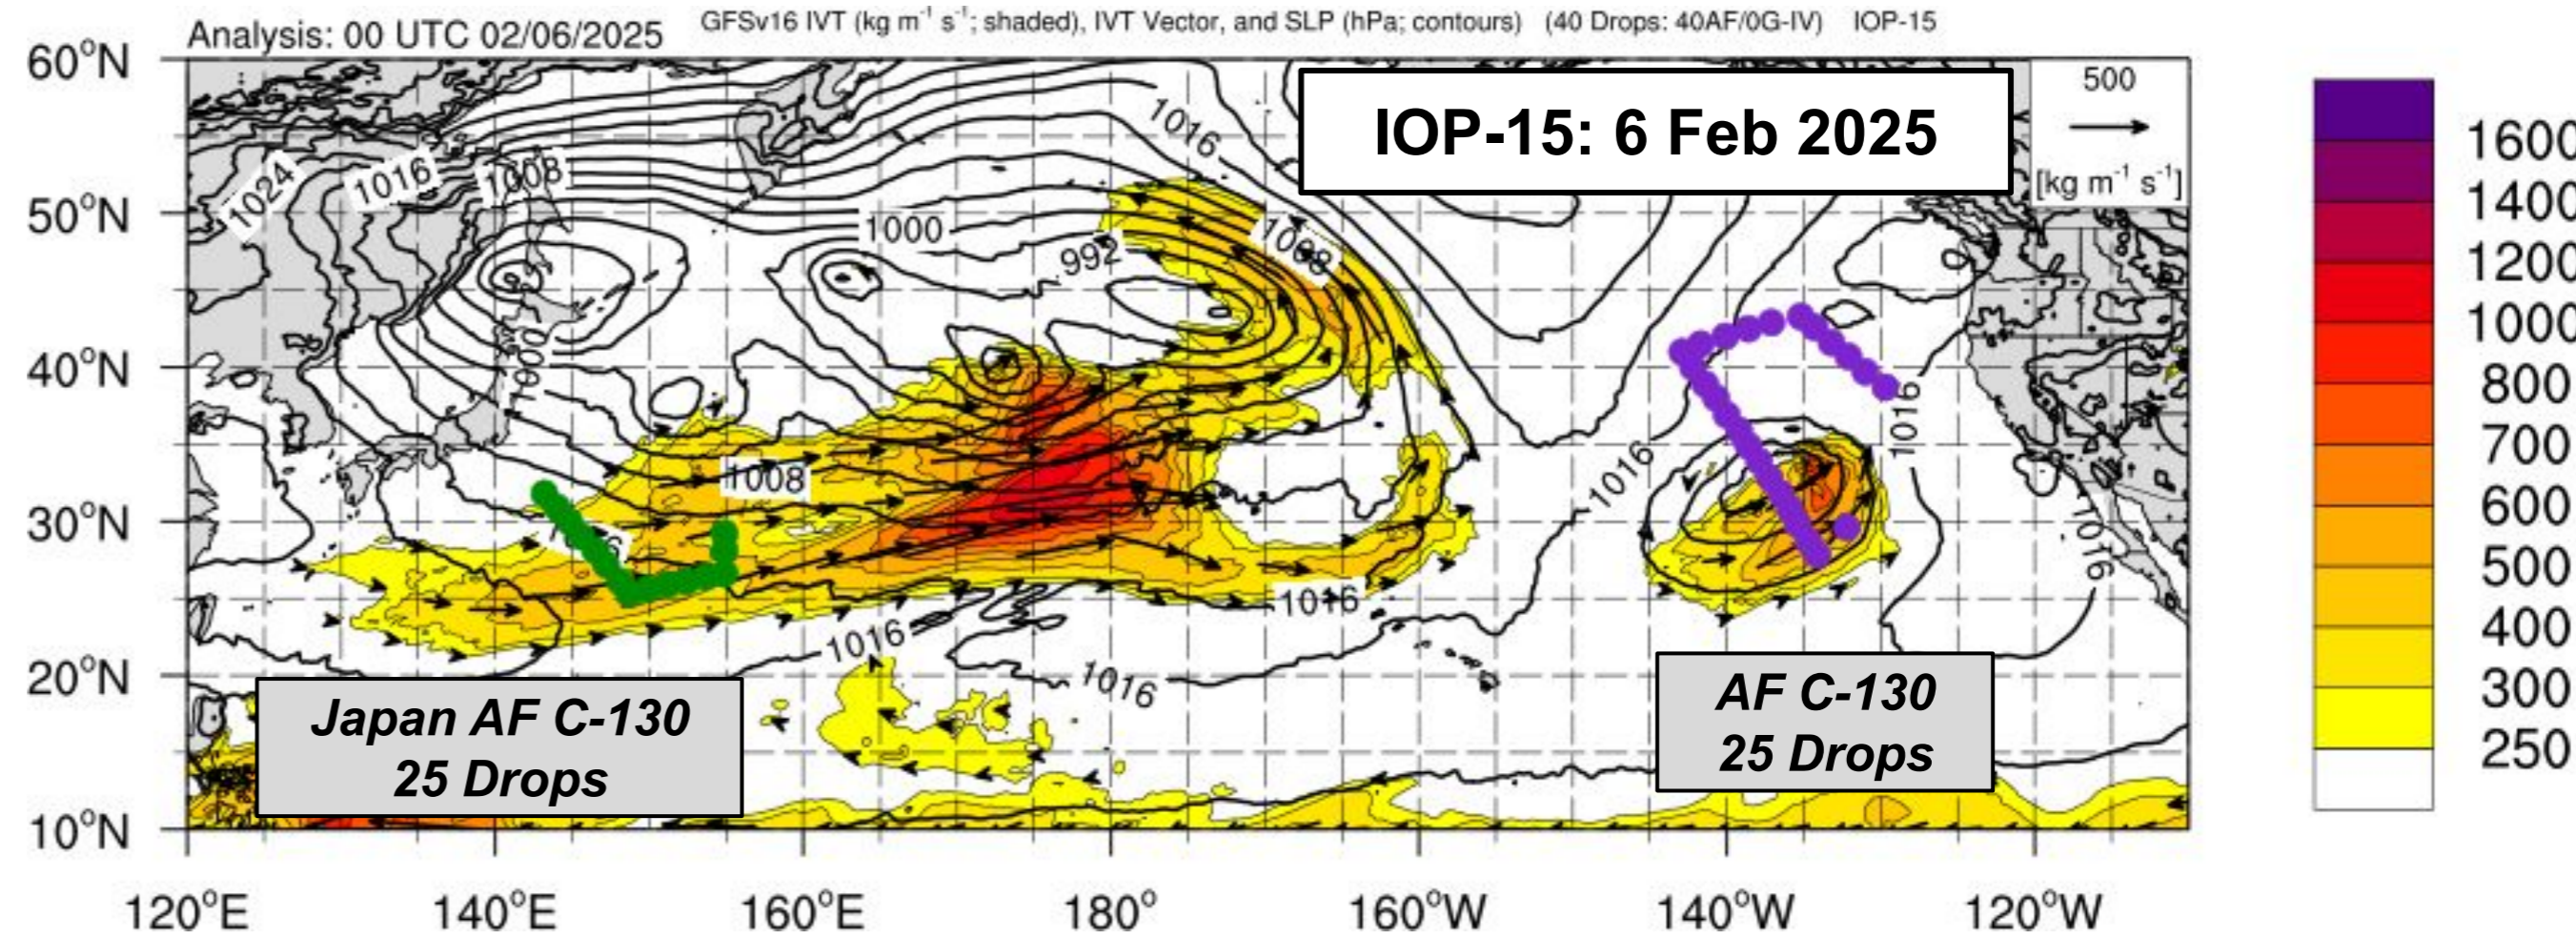 Analysis: 00 UTC 02/06/2025
GFSv16 IVT (kg m⁻¹ s⁻¹; shaded), IVT Vector, and SLP (hPa; contours) (40 Drops: 40AF/0G-IV) IOP-15
60°N
50°N
40°N
30°N
20°N
10°N
IOP-15: 6 Feb 2025
500
[kg m⁻¹ s⁻¹]
1024
1016
1008
1016
1000
992
1008
1008
1016
1016
1016
1016
1016
1016
Japan AF C-130
25 Drops
AF C-130
25 Drops
120°E
140°E
160°E
180°
160°W
140°W
120°W
1600
1400
1200
1000
800
700
600
500
400
300
250